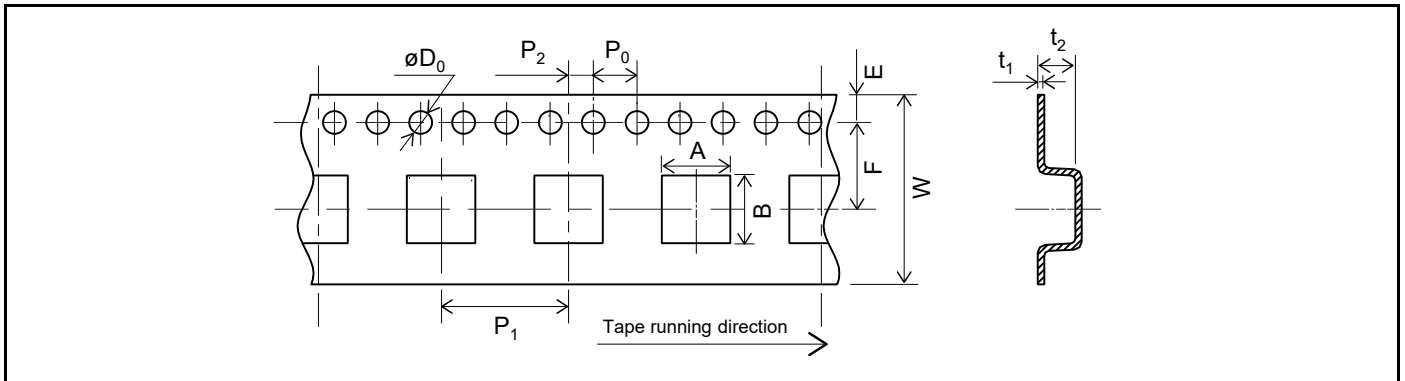 øD₀
P₂
P₀
E
A
F
B
W
P₁
Tape running direction
t₁
t₂